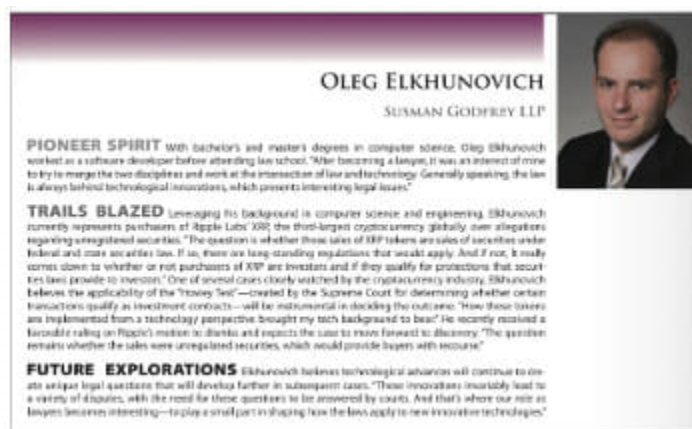 OLEG ELKHUNOVICH
SUSMAN GODFREY LLP
PIONEER SPIRIT With bachelor's and master's degrees in computer science, Oleg Elkhunovich
worked as a software developer before attending law school. "After becoming a lawyer, it was an interest of mine
to try to merge the two disciplines and work at the intersection of law and technology. Generally speaking, the law
is always behind technological innovations, which presents interesting legal issues."
TRAILS BLAZED Leveraging his background in computer science and engineering, Elkhunovich
currently represents purchasers of Ripple Labs' XRP, the third-largest cryptocurrency globally, over allegations
regarding unregistered securities. "The question is whether those sales of XRP tokens are sales of securities under
federal and state securities law. If so, there are long-standing regulations that would apply. And if not, it really
comes down to whether or not purchasers of XRP are investors and if they qualify for protections that securi-
ties laws provide to investors." One of several cases closely watched by the cryptocurrency industry, Elkhunovich
believes the applicability of the "Howey Test"—created by the Supreme Court for determining whether certain
transactions qualify as investment contracts—will be instrumental in deciding the outcome. "How these tokens
are implemented from a technology perspective brought my tech background to bear." He recently received a
favorable ruling on Ripple's motion to dismiss and expects the case to move forward to discovery. "The question
remains whether the sales were unregulated securities, which would provide buyers with recourse."
FUTURE EXPLORATIONS Elkhunovich believes technological advances will continue to cre-
ate unique legal questions that will develop further in subsequent cases. "These innovations invariably lead to
a variety of disputes, with the need for these questions to be answered by courts. And that's where our role as
lawyers becomes interesting—to play a small part in shaping how the laws apply to new innovative technologies."